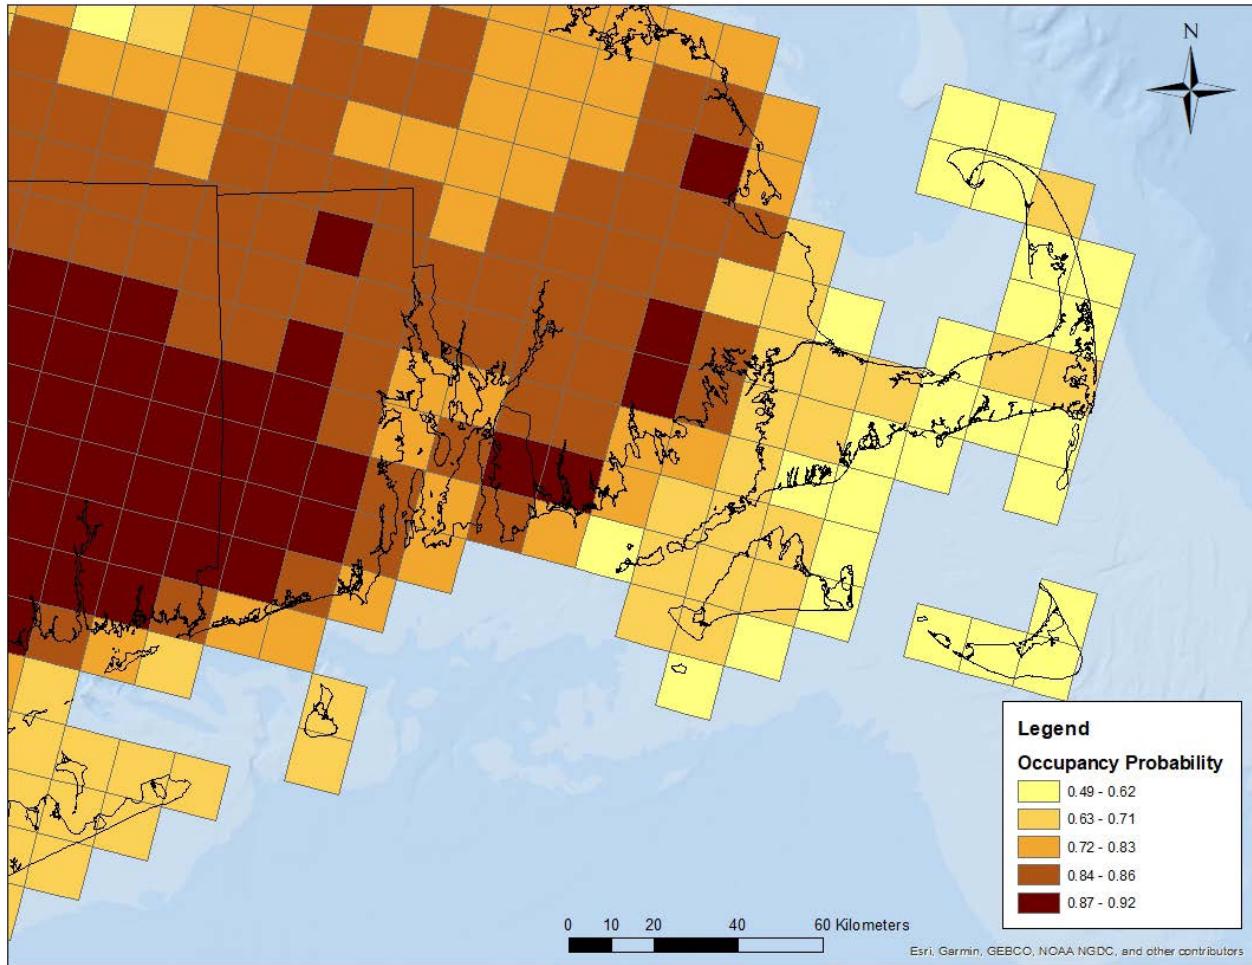 N
Legend
Occupancy Probability
0.49 - 0.62
0.63 - 0.71
0.72 - 0.83
0.84 - 0.86
0.87 - 0.92
0 10 20 40 60 Kilometers
Esri, Garmin, GEBCO, NOAA NGDC, and other contributors